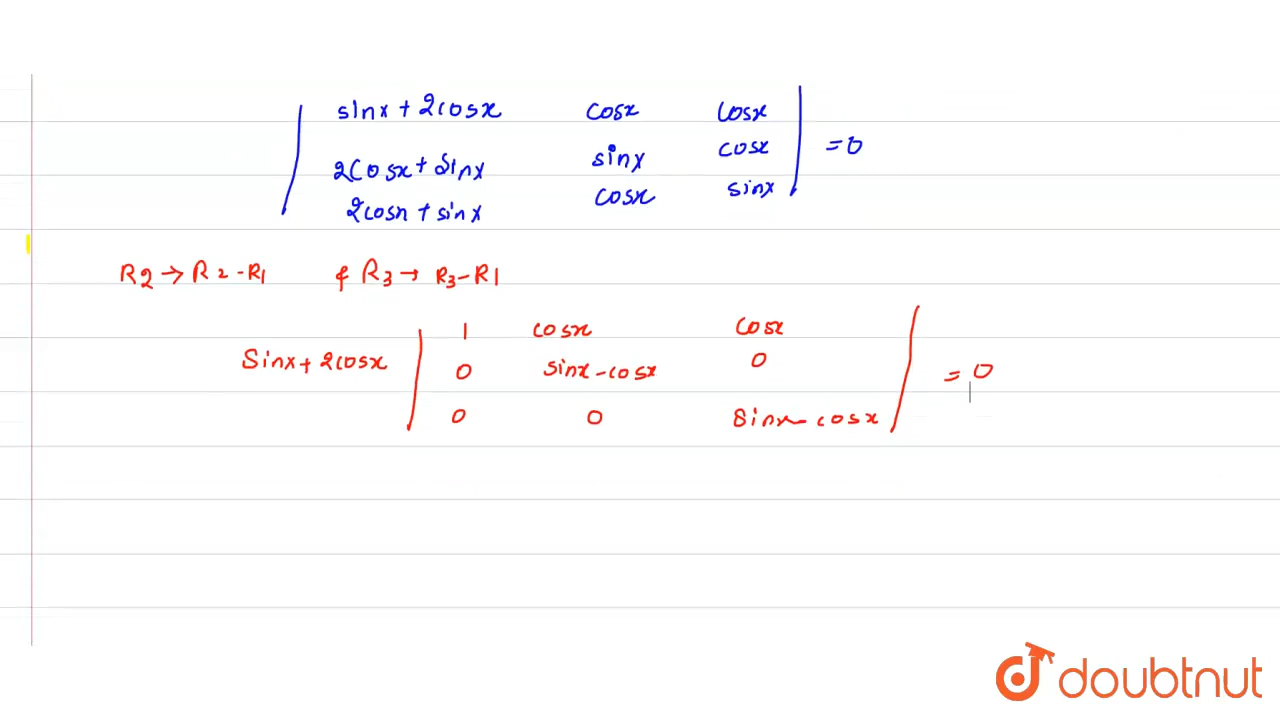 sinx + 2cosx cosx cosx
2cosx + sinx sinx cosx = 0
2cosx + sinx cosx sinx
R2 → R2 - R1 & R3 → R3 - R1
1 cosx cosx
sinx + 2cosx 0 sinx - cosx 0 = 0
0 0 sinx - cosx
doubtnut